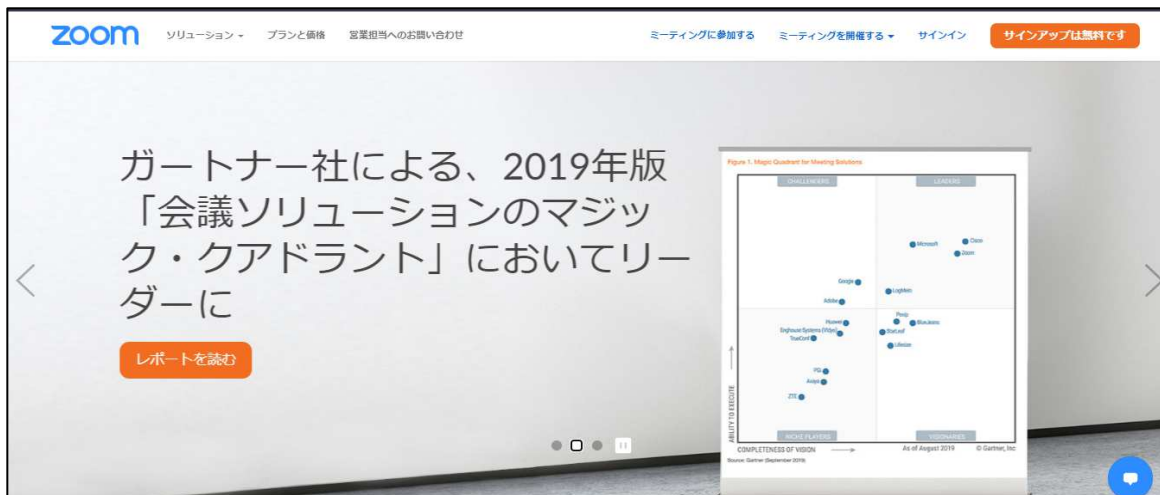 zoom
ソリューション
プランと価格
営業担当へのお問い合わせ
ミーティングに参加する
ミーティングを開催する
サインイン
サインアップは無料です
ガートナー社による、2019年版
「会議ソリューションのマジッ
ク・クアドラント」においてリー
ダーに
レポートを読む
Figure 1. Magic Quadrant for Meeting Solutions
CHALLENGERS
LEADERS
Microsoft
Cisco
Zoom
Google
LogMeIn
Adobe
Huawei
Pexip
BlueJeans
Enghouse Systems (Vidyo)
StarLeaf
TrueConf
Lifesize
PGi
Avaya
ZTE
ABILITY TO EXECUTE
NICHE PLAYERS
VISIONARIES
COMPLETENESS OF VISION
As of August 2019
© Gartner, Inc
Source: Gartner (September 2019)